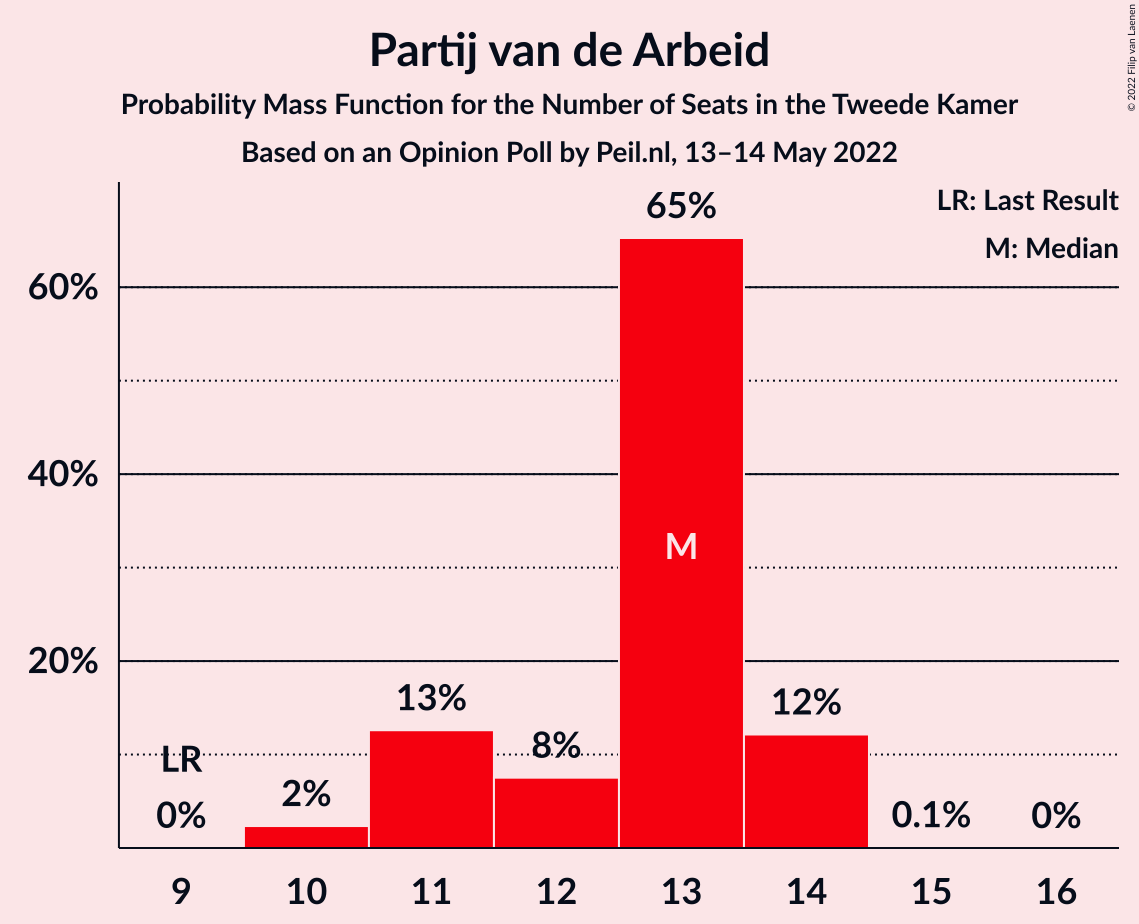 Partij van de Arbeid
Probability Mass Function for the Number of Seats in the Tweede Kamer
Based on an Opinion Poll by Peil.nl, 13–14 May 2022
© 2022 Filip van Laenen
LR: Last Result
M: Median
60%
40%
20%
LR
0%
2%
13%
8%
65%
M
12%
0.1%
0%
9 10 11 12 13 14 15 16